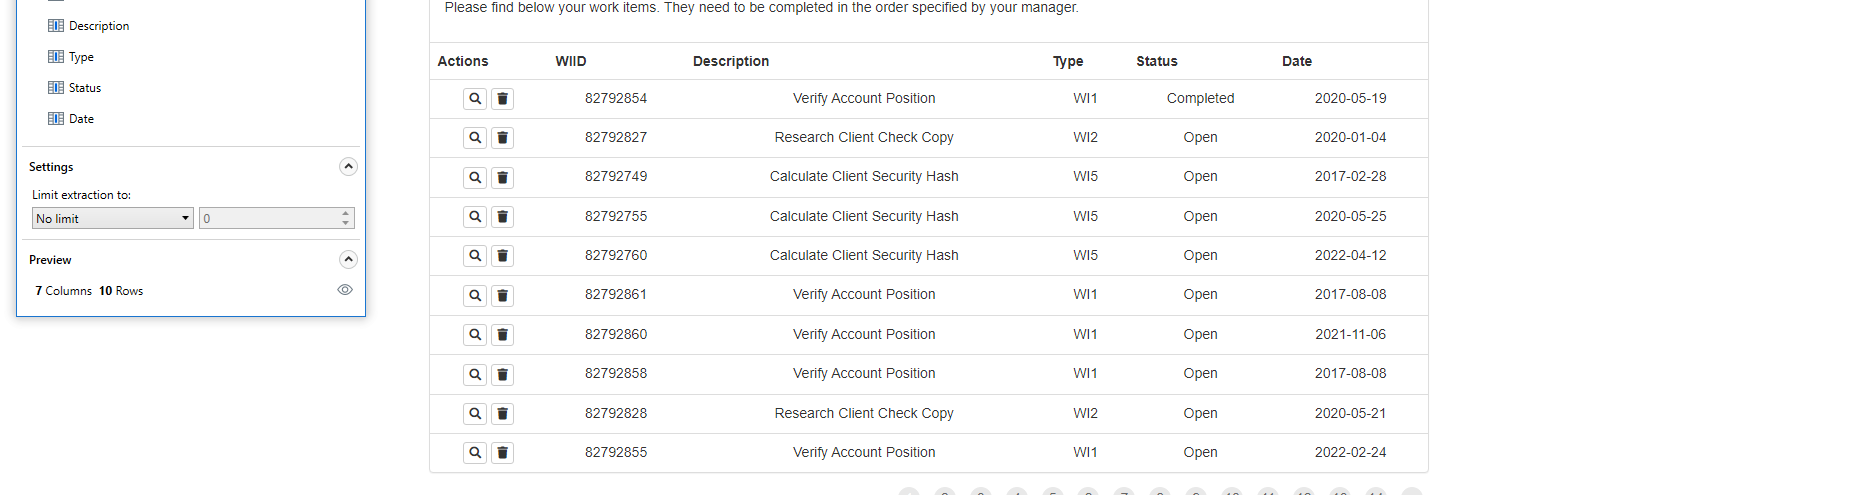 Description
Type
Status
Date
Settings
Limit extraction to:
No limit 0
Preview
7 Columns 10 Rows
Please find below your work items. They need to be completed in the order specified by your manager.
Actions WIID Description Type Status Date
82792854 Verify Account Position WI1 Completed 2020-05-19
82792827 Research Client Check Copy WI2 Open 2020-01-04
82792749 Calculate Client Security Hash WI5 Open 2017-02-28
82792755 Calculate Client Security Hash WI5 Open 2020-05-25
82792760 Calculate Client Security Hash WI5 Open 2022-04-12
82792861 Verify Account Position WI1 Open 2017-08-08
82792860 Verify Account Position WI1 Open 2021-11-06
82792858 Verify Account Position WI1 Open 2017-08-08
82792828 Research Client Check Copy WI2 Open 2020-05-21
82792855 Verify Account Position WI1 Open 2022-02-24